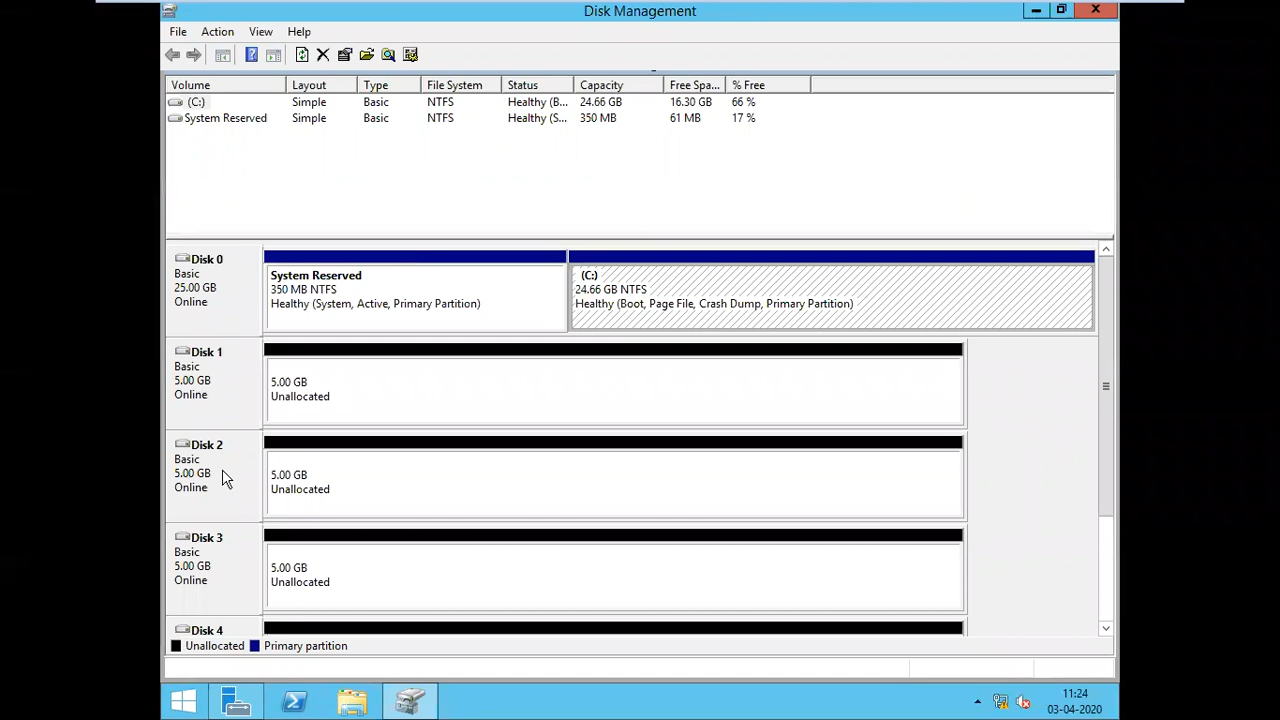 Disk Management
File Action View Help
Volume Layout Type File System Status Capacity Free Spa... % Free
(C:) Simple Basic NTFS Healthy (B... 24.66 GB 16.30 GB 66 %
System Reserved Simple Basic NTFS Healthy (S... 350 MB 61 MB 17 %
Disk 0
Basic
25.00 GB
Online
System Reserved
350 MB NTFS
Healthy (System, Active, Primary Partition)
(C:)
24.66 GB NTFS
Healthy (Boot, Page File, Crash Dump, Primary Partition)
Disk 1
Basic
5.00 GB
Online
5.00 GB
Unallocated
Disk 2
Basic
5.00 GB
Online
5.00 GB
Unallocated
Disk 3
Basic
5.00 GB
Online
5.00 GB
Unallocated
Disk 4
Unallocated Primary partition
11:24
03-04-2020